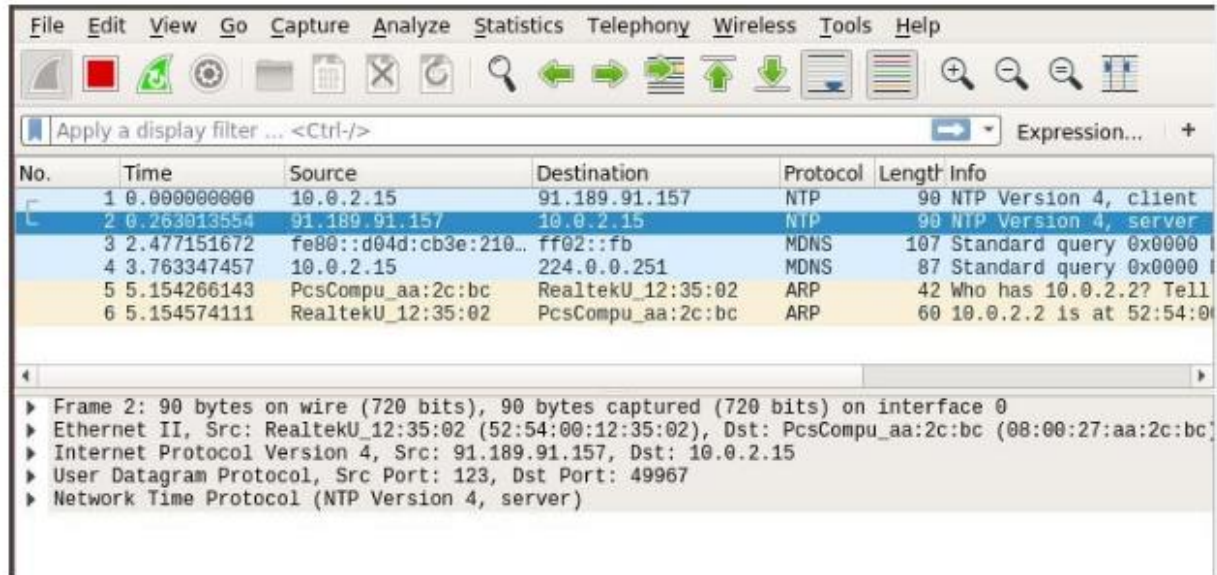 File Edit View Go Capture Analyze Statistics Telephony Wireless Tools Help
Apply a display filter ... <Ctrl-/> Expression... +
No. Time Source Destination Protocol Length Info
1 0.000000000 10.0.2.15 91.189.91.157 NTP 90 NTP Version 4, client
2 0.263013554 91.189.91.157 10.0.2.15 NTP 90 NTP Version 4, server
3 2.477151672 fe80::d04d:cb3e:210… ff02::fb MDNS 107 Standard query 0x0000
4 3.763347457 10.0.2.15 224.0.0.251 MDNS 87 Standard query 0x0000
5 5.154266143 PcsCompu_aa:2c:bc RealtekU_12:35:02 ARP 42 Who has 10.0.2.2? Tell
6 5.154574111 RealtekU_12:35:02 PcsCompu_aa:2c:bc ARP 60 10.0.2.2 is at 52:54:00
Frame 2: 90 bytes on wire (720 bits), 90 bytes captured (720 bits) on interface 0
Ethernet II, Src: RealtekU_12:35:02 (52:54:00:12:35:02), Dst: PcsCompu_aa:2c:bc (08:00:27:aa:2c:bc)
Internet Protocol Version 4, Src: 91.189.91.157, Dst: 10.0.2.15
User Datagram Protocol, Src Port: 123, Dst Port: 49967
Network Time Protocol (NTP Version 4, server)